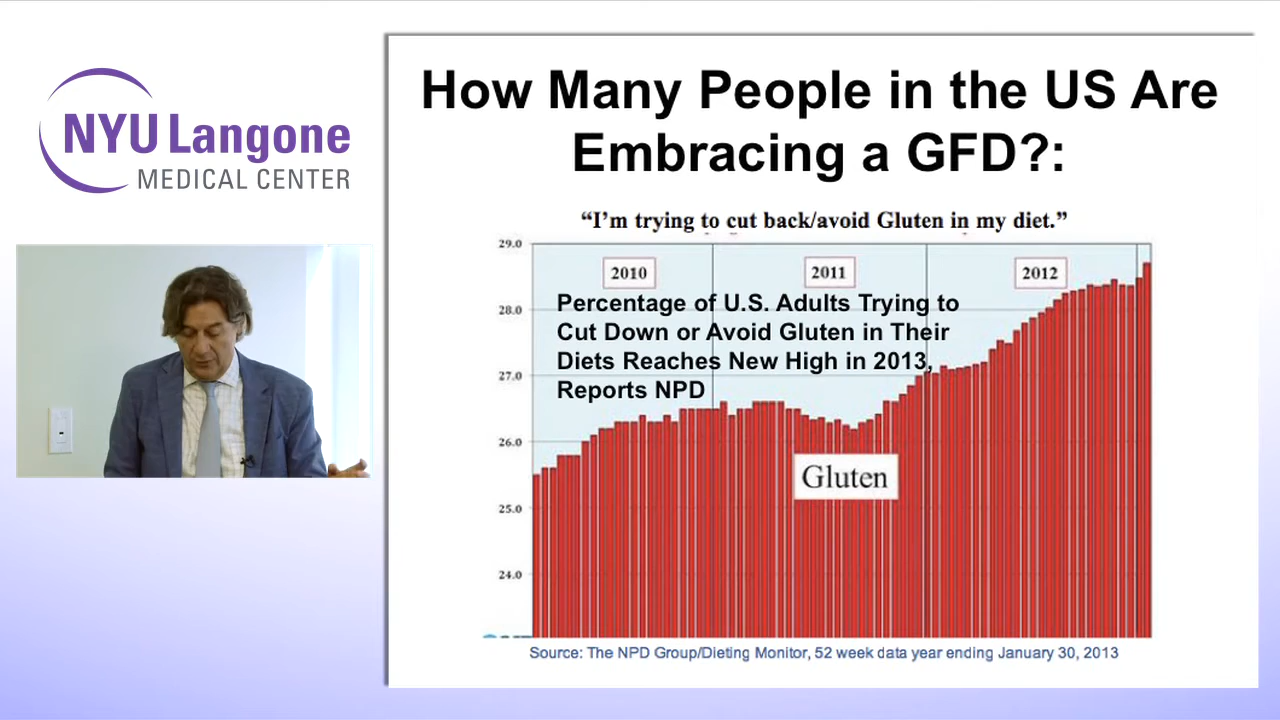 NYU Langone
MEDICAL CENTER
How Many People in the US Are
Embracing a GFD?:
“I’m trying to cut back/avoid Gluten in my diet.”
29.0
28.0
27.0
26.0
25.0
24.0
2010
2011
2012
Percentage of U.S. Adults Trying to
Cut Down or Avoid Gluten in Their
Diets Reaches New High in 2013,
Reports NPD
Gluten
Source: The NPD Group/Dieting Monitor, 52 week data year ending January 30, 2013